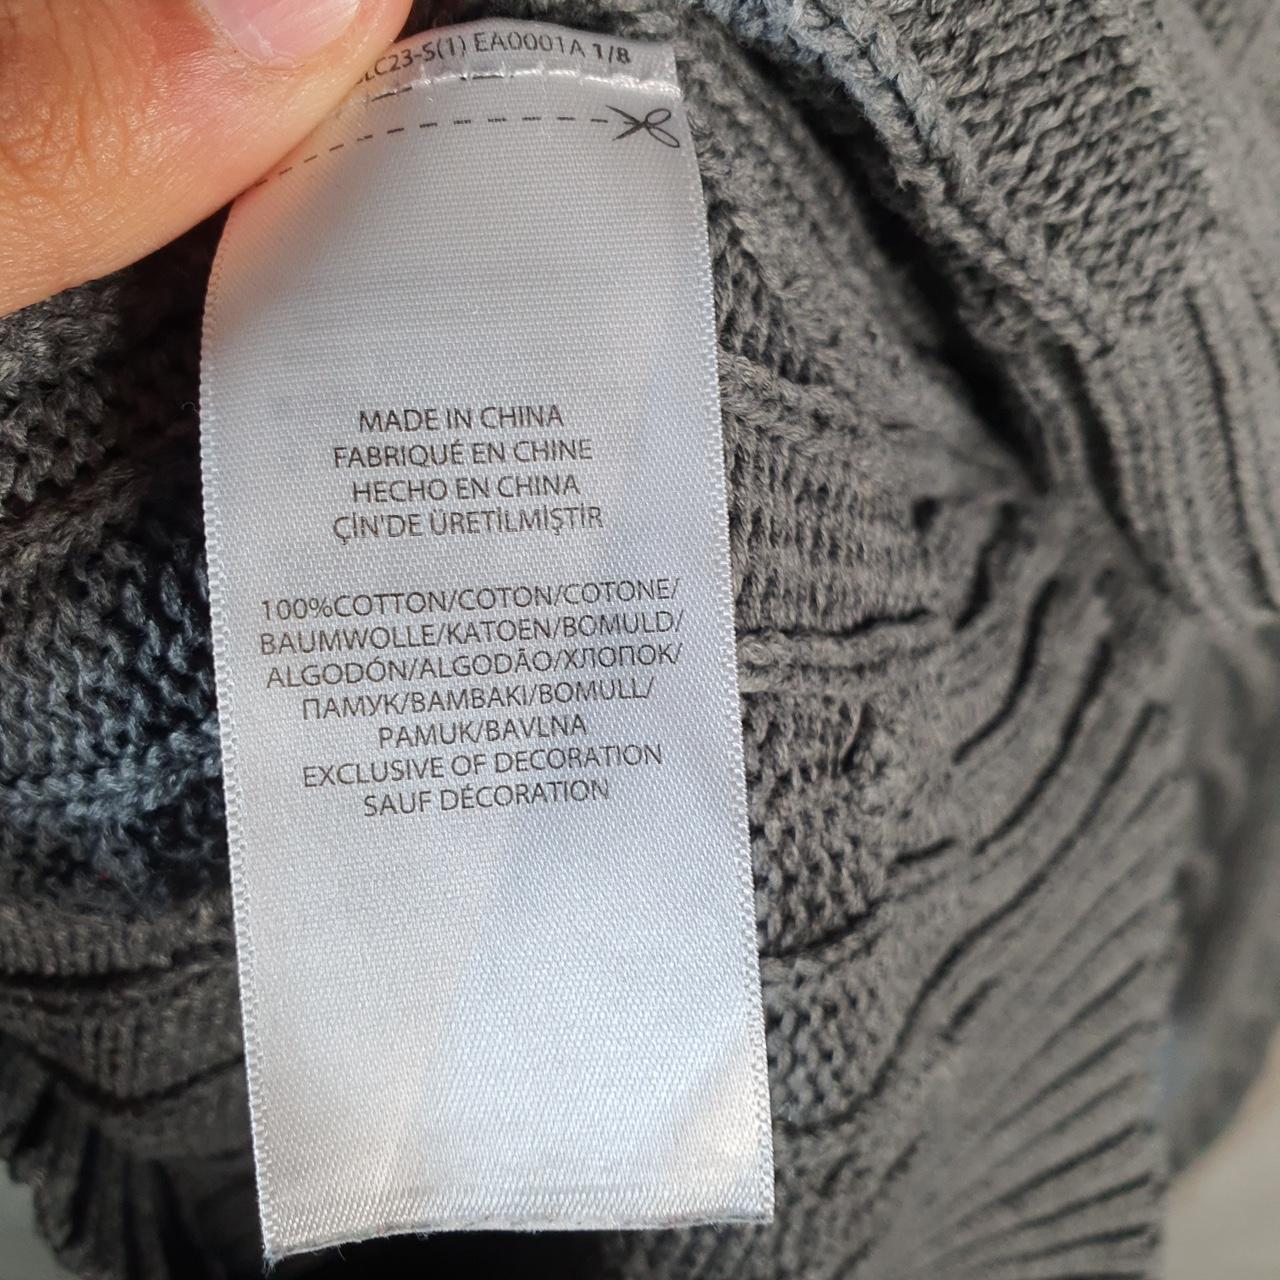 LC23-S(1) EA0001A 1/8
MADE IN CHINA
FABRIQUÉ EN CHINE
HECHO EN CHINA
ÇİN'DE ÜRETİLMİŞTİR
100%COTTON/COTON/COTONE/
BAUMWOLLE/KATOEN/BOMULD/
ALGODÓN/ALGODÃO/ХЛОПОК/
ПАМУК/BAMBAKI/BOMULL/
PAMUK/BAVLNA
EXCLUSIVE OF DECORATION
SAUF DÉCORATION